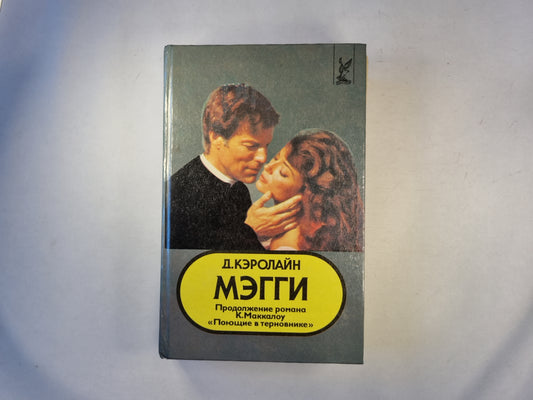 Д.КЭРОЛАЙН
МЭГГИ
Продолжение романа
К.Маккалоу
«Поющие в терновнике»